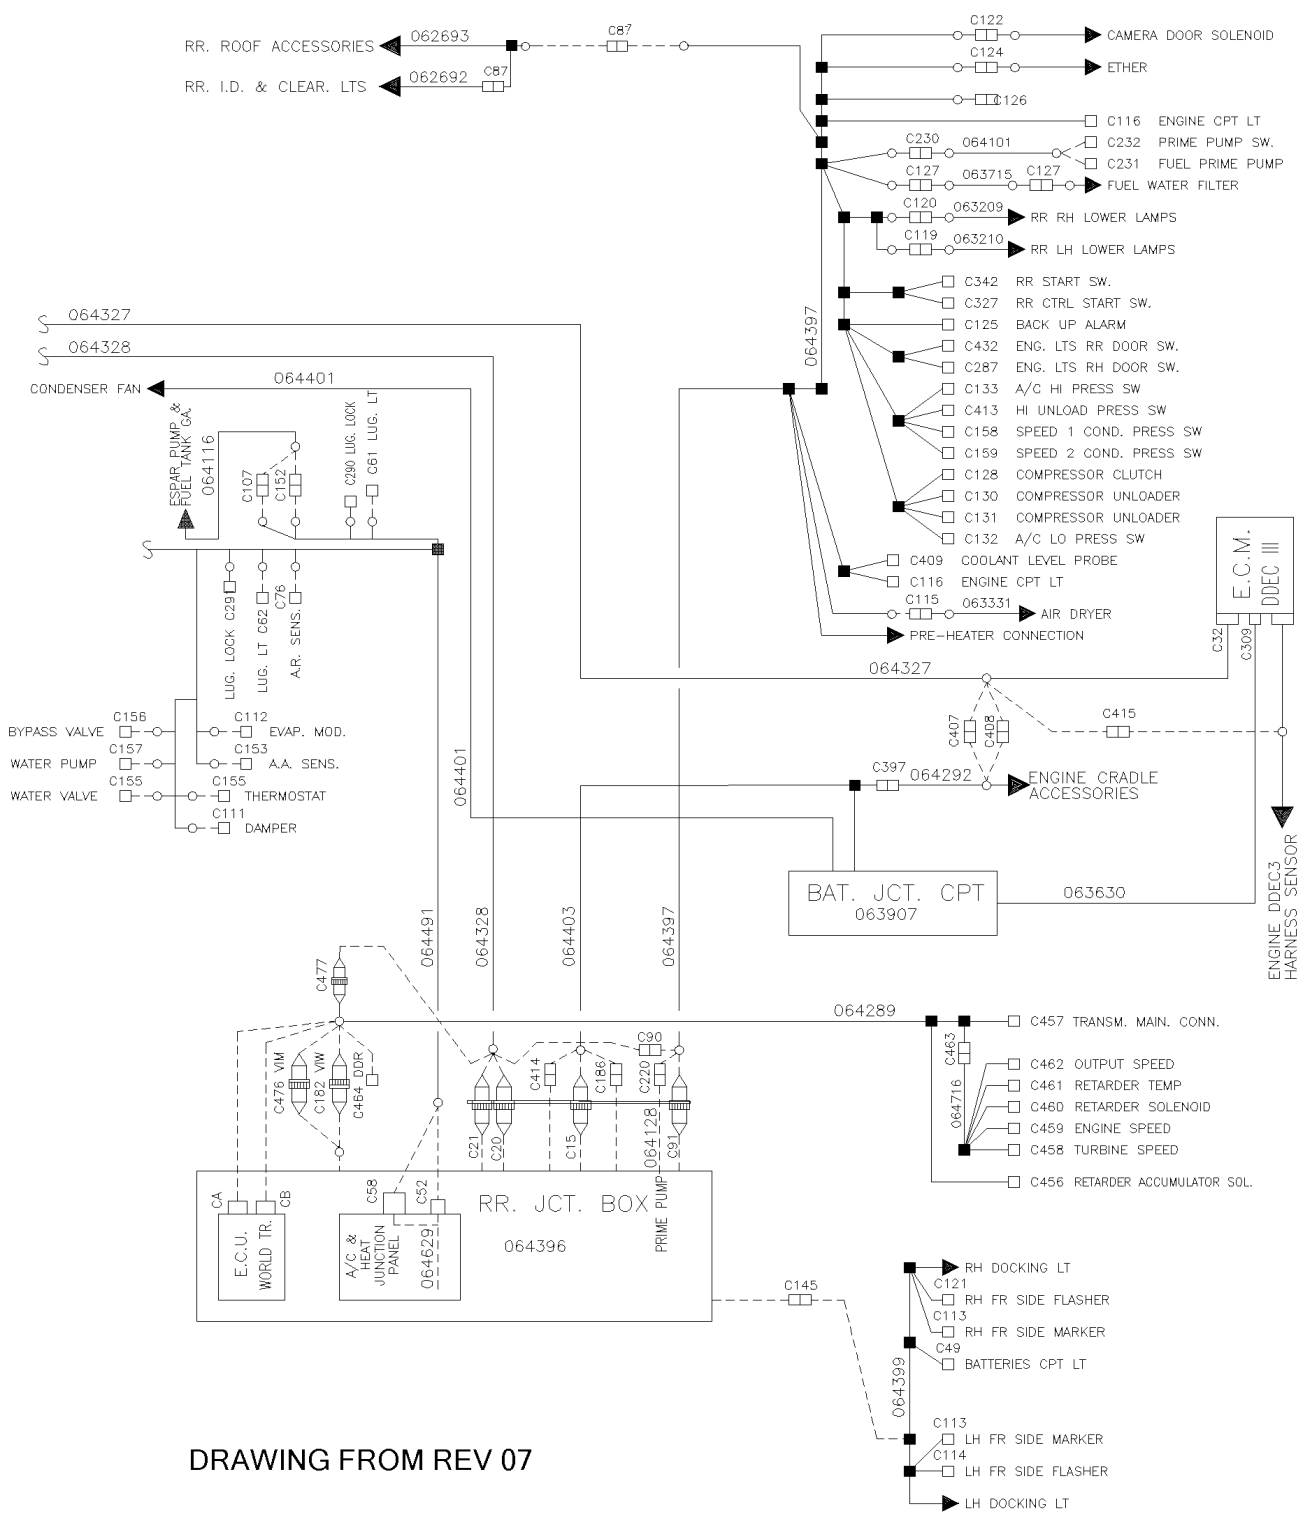 RR. ROOF ACCESSORIES
062693
C87
RR. I.D. & CLEAR. LTS
062692
C87
C122
CAMERA DOOR SOLENOID
C124
ETHER
C126
C116 ENGINE CPT LT
C230
064101
C232 PRIME PUMP SW.
C231 FUEL PRIME PUMP
C127
063715
C127
FUEL WATER FILTER
C120
063209
RR RH LOWER LAMPS
C119
063210
RR LH LOWER LAMPS
C342 RR START SW.
C327 RR CTRL START SW.
C125 BACK UP ALARM
C432 ENG. LTS RR DOOR SW.
C287 ENG. LTS RH DOOR SW.
C133 A/C HI PRESS SW
C413 HI UNLOAD PRESS SW
C158 SPEED 1 COND. PRESS SW
C159 SPEED 2 COND. PRESS SW
C128 COMPRESSOR CLUTCH
C130 COMPRESSOR UNLOADER
C131 COMPRESSOR UNLOADER
C132 A/C LO PRESS SW
C409 COOLANT LEVEL PROBE
C116 ENGINE CPT LT
C115
063331
AIR DRYER
PRE-HEATER CONNECTION
064397
064327
064328
CONDENSER FAN
064401
ESPAR PUMP &
FUEL TANK GA.
064116
C107
C152
C290 LUG. LOCK
C61 LUG. LT
LUG. LOCK C291
LUG. LT C62
C76
A.R. SENS.
BYPASS VALVE
C156
C112
EVAP. MOD.
WATER PUMP
C157
C153
A.A. SENS.
WATER VALVE
C155
C155
THERMOSTAT
C111
DAMPER
E.C.M.
DDEC III
C32
C309
064327
C407
C408
C415
C397
064292
ENGINE CRADLE
ACCESSORIES
064401
BAT. JCT. CPT
063907
063630
ENGINE DDEC3
HARNESS SENSOR
064491
064328
064403
064397
C477
064289
C457 TRANSM. MAIN. CONN.
C463
C462 OUTPUT SPEED
C461 RETARDER TEMP
C460 RETARDER SOLENOID
C459 ENGINE SPEED
C458 TURBINE SPEED
064716
C456 RETARDER ACCUMULATOR SOL.
C476 VIM
C182 VIW
C464 DDR
C90
C414
C186
C220
C21
C20
C15
064128
C91
PRIME PUMP
CA
CB
C58
C52
RR. JCT. BOX
064396
E.C.U.
WORLD TR.
A/C &
HEAT
JUNCTION
PANEL
064629
C145
RH DOCKING LT
C121
RH FR SIDE FLASHER
C113
RH FR SIDE MARKER
C49
BATTERIES CPT LT
064399
C113
LH FR SIDE MARKER
C114
LH FR SIDE FLASHER
LH DOCKING LT
DRAWING FROM REV 07